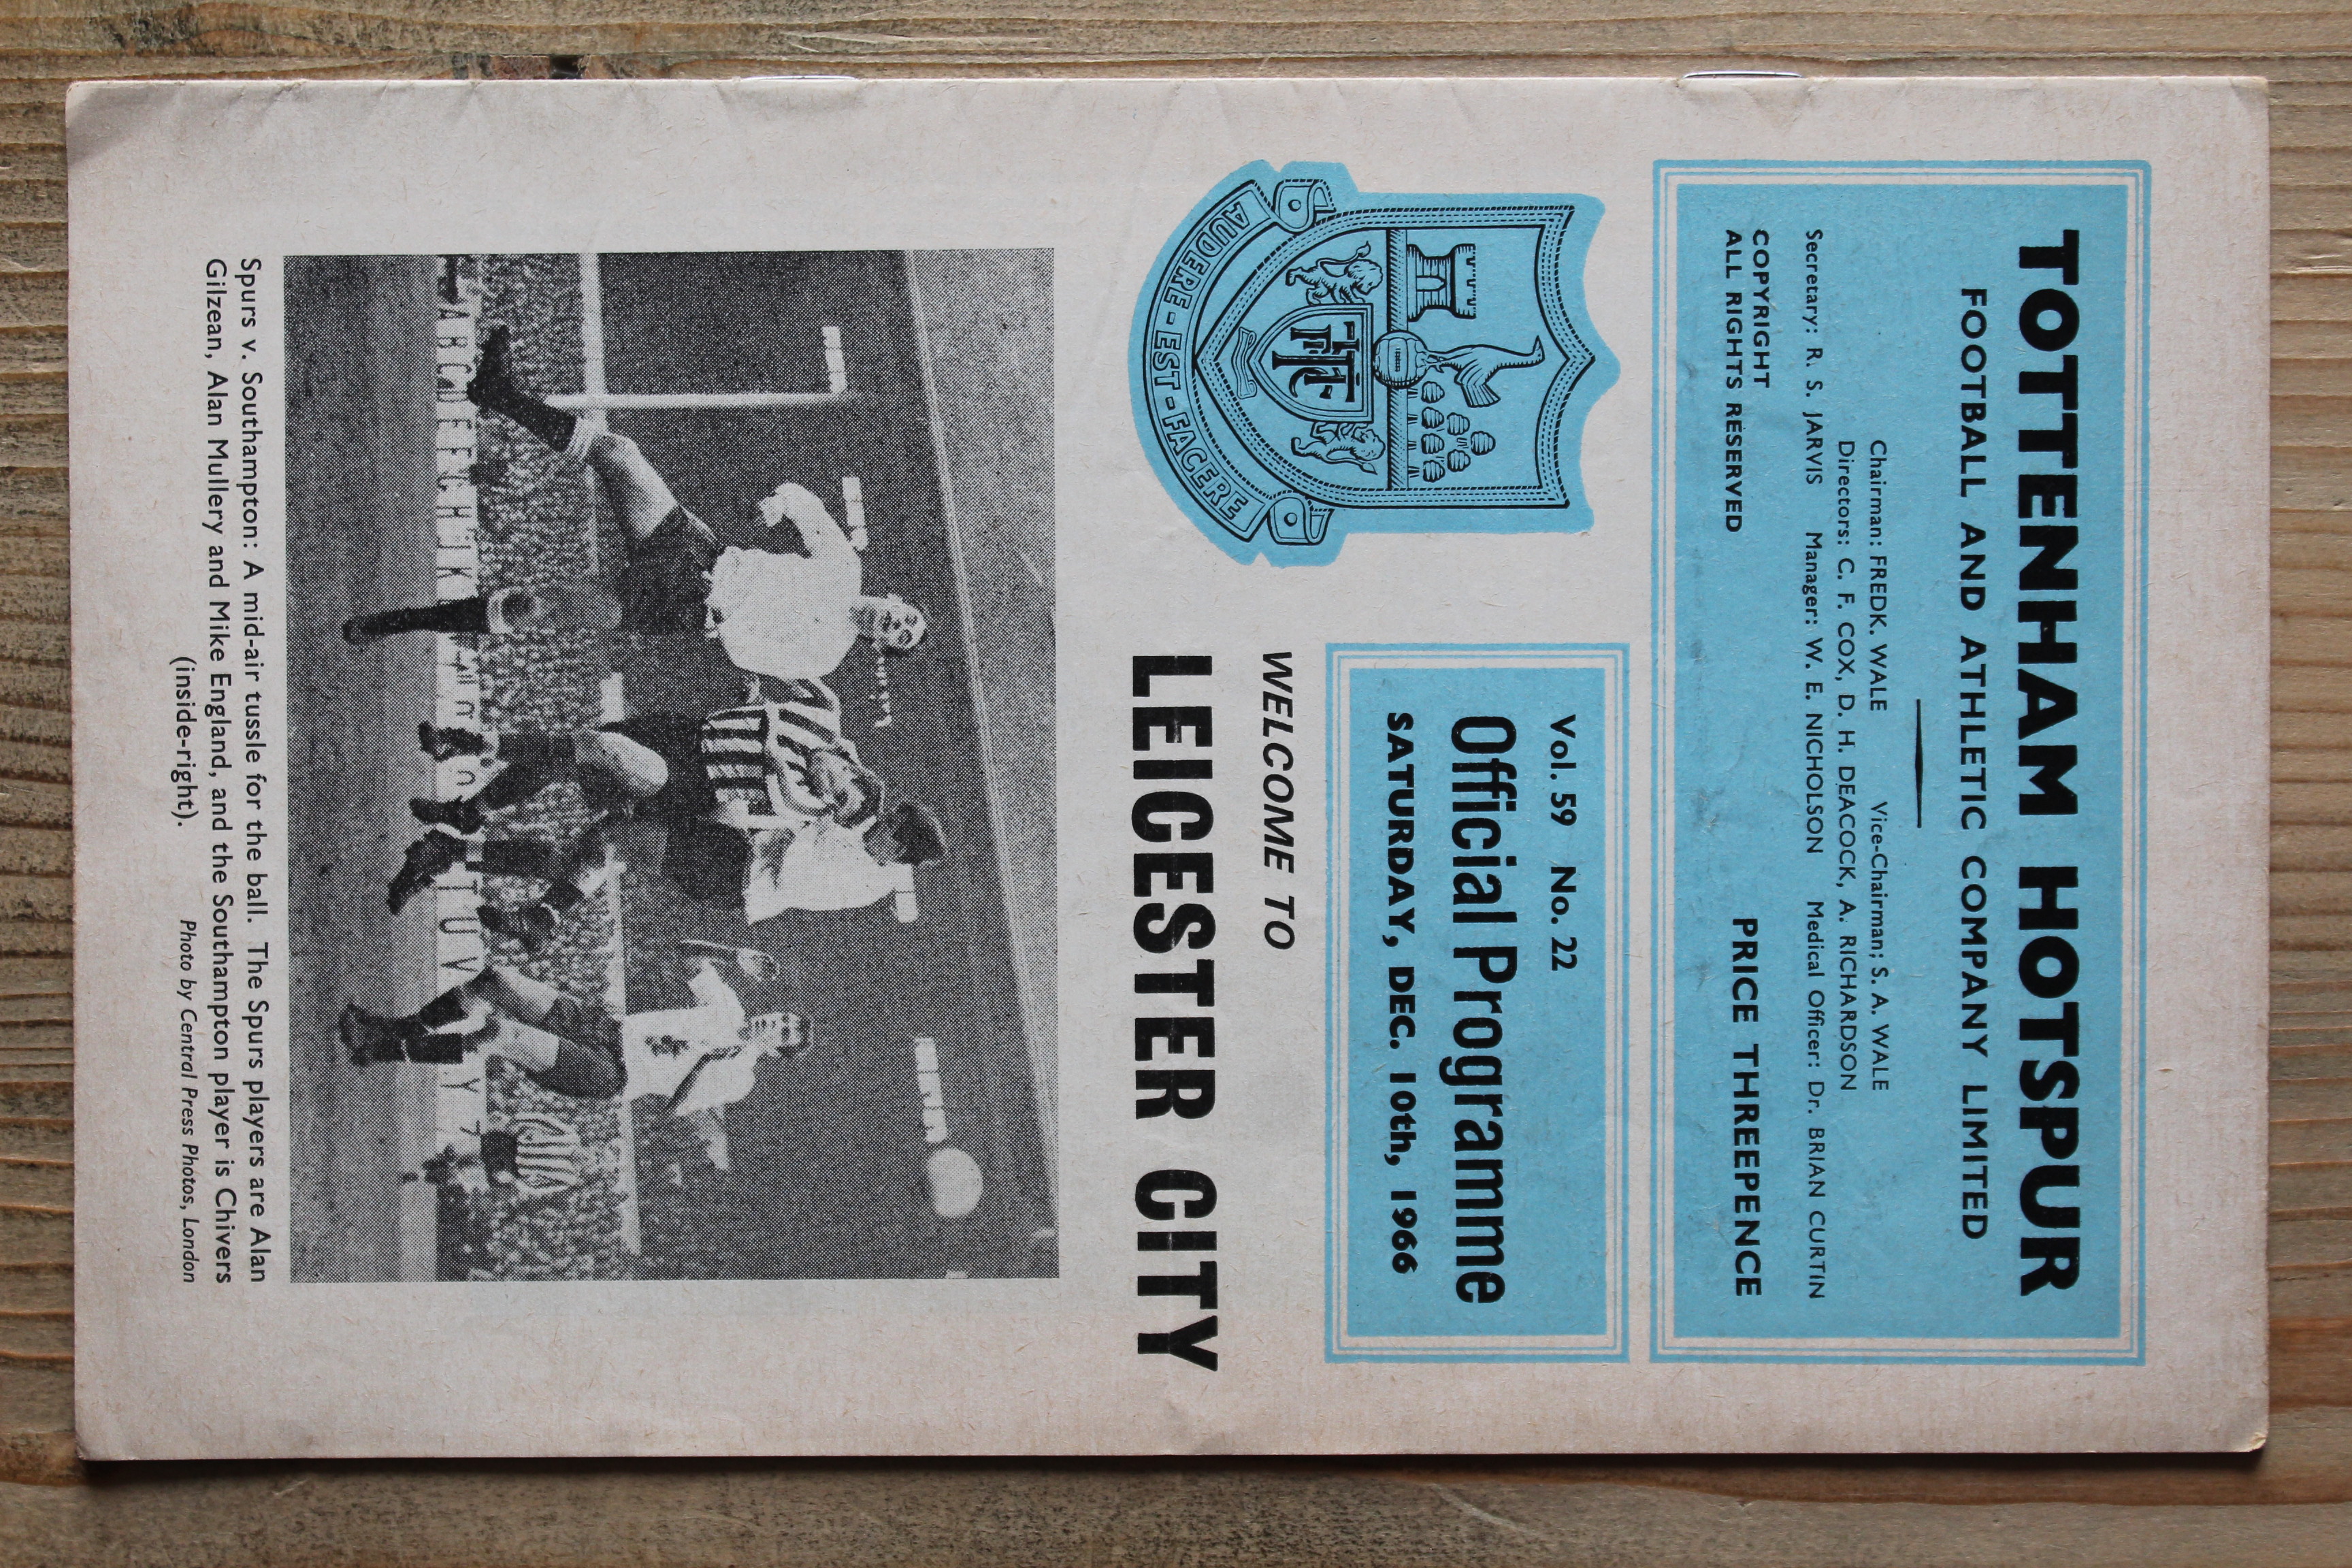 TOTTENHAM HOTSPUR
FOOTBALL AND ATHLETIC COMPANY LIMITED
Chairman: FREDK. WALE Vice-Chairman: S. A. WALE
Directors: C. F. COX, D. H. DEACOCK, A. RICHARDSON
Secretary: R. S. JARVIS Manager: W. E. NICHOLSON Medical Officer: Dr. BRIAN CURTIN
COPYRIGHT
ALL RIGHTS RESERVED
PRICE THREEPENCE
AUDERE-EST-FACERE
Vol. 59 No. 22
Official Programme
SATURDAY, DEC. 10th, 1966
WELCOME TO
LEICESTER CITY
Spurs v. Southampton: A mid-air tussle for the ball. The Spurs players are Alan
Gilzean, Alan Mullery and Mike England, and the Southampton player is Chivers
(inside-right).
Photo by Central Press Photos, London